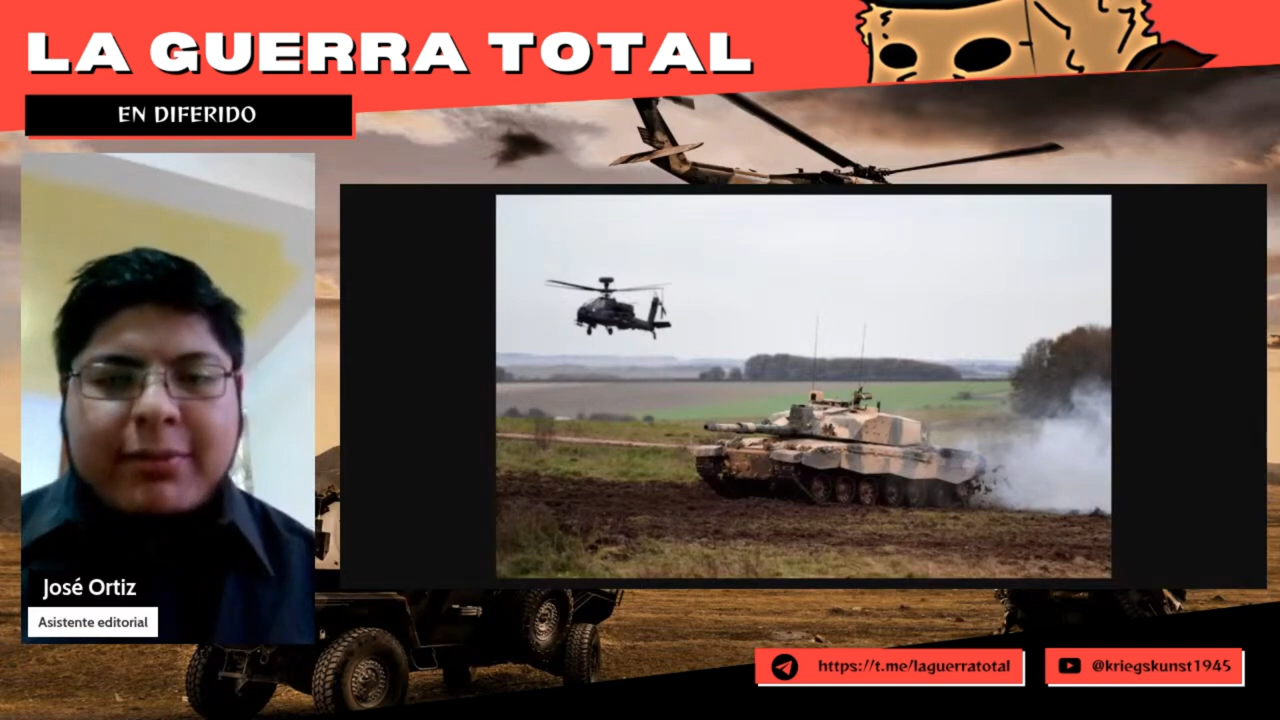 LA GUERRA TOTAL
EN DIFERIDO
José Ortiz
Asistente editorial
https://t.me/laguerratotal
@kriegskunst1945